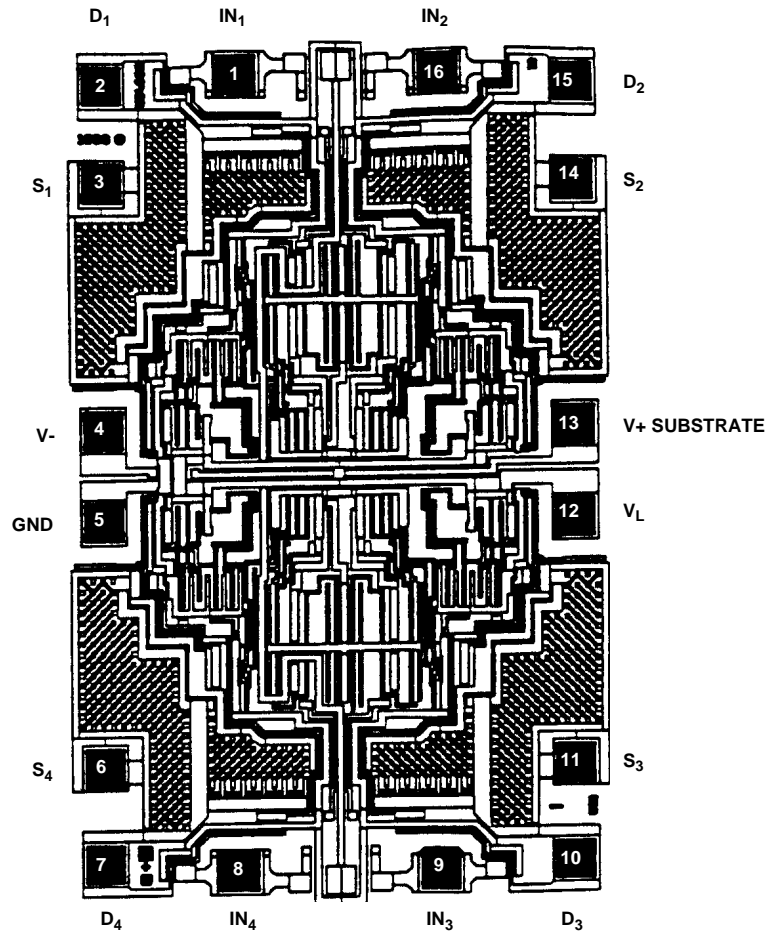 D1 IN1 IN2
1 16
2 15 D2
S1 3 14 S2
V- 4 13 V+ SUBSTRATE
GND 5 12 VL
S4 6 11 S3
7 8 9 10
D4 IN4 IN3 D3